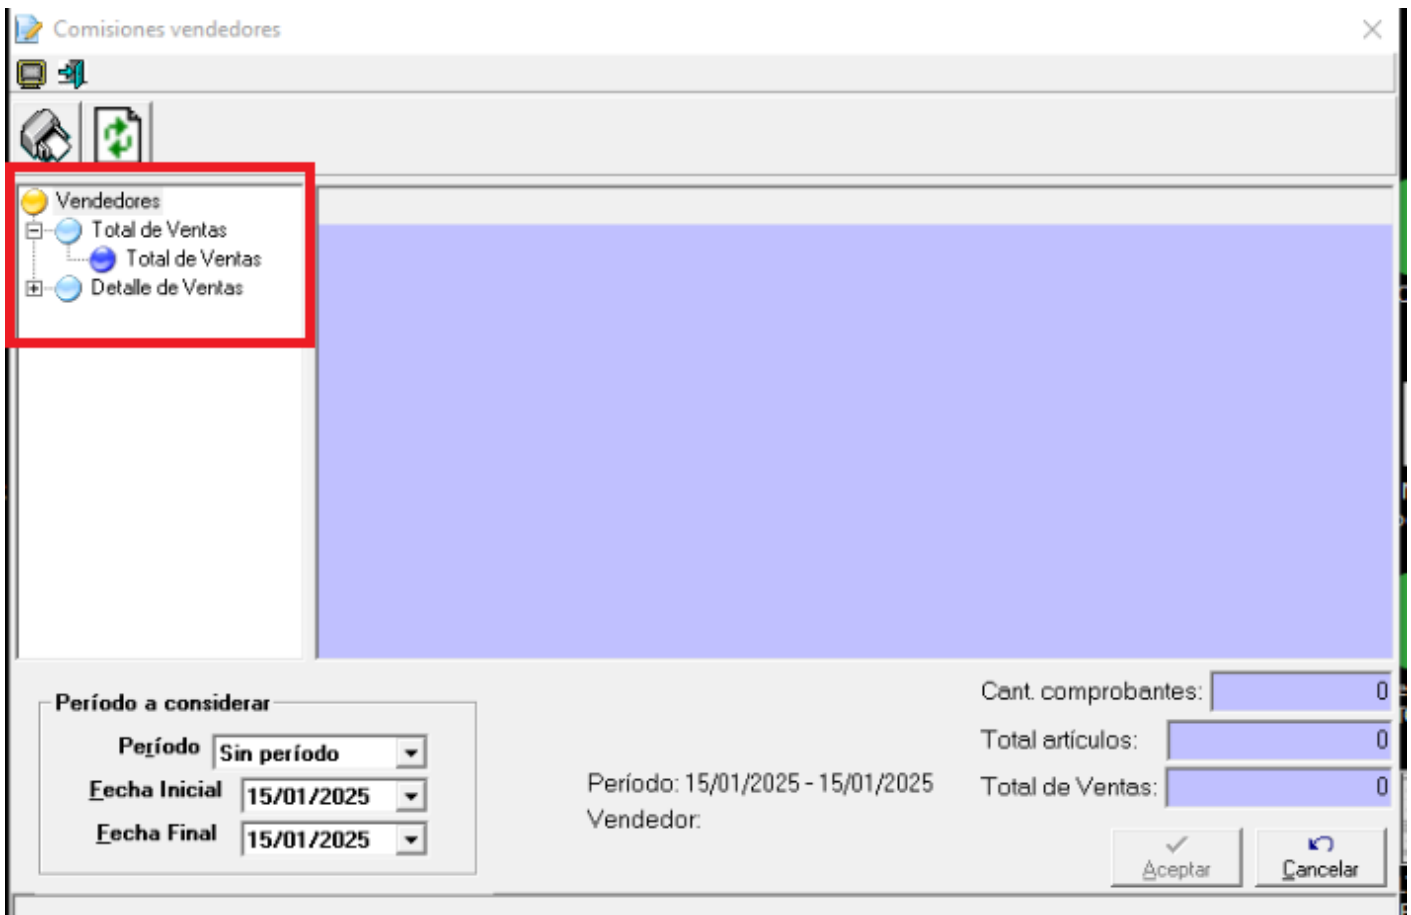 Comisiones vendedores
Vendedores
Total de Ventas
Total de Ventas
Detalle de Ventas
Cant. comprobantes: 0
Período a considerar
Período Sin período
Total artículos: 0
Fecha Inicial 15/01/2025
Período: 15/01/2025 - 15/01/2025
Total de Ventas: 0
Fecha Final 15/01/2025
Vendedor:
Aceptar
Cancelar